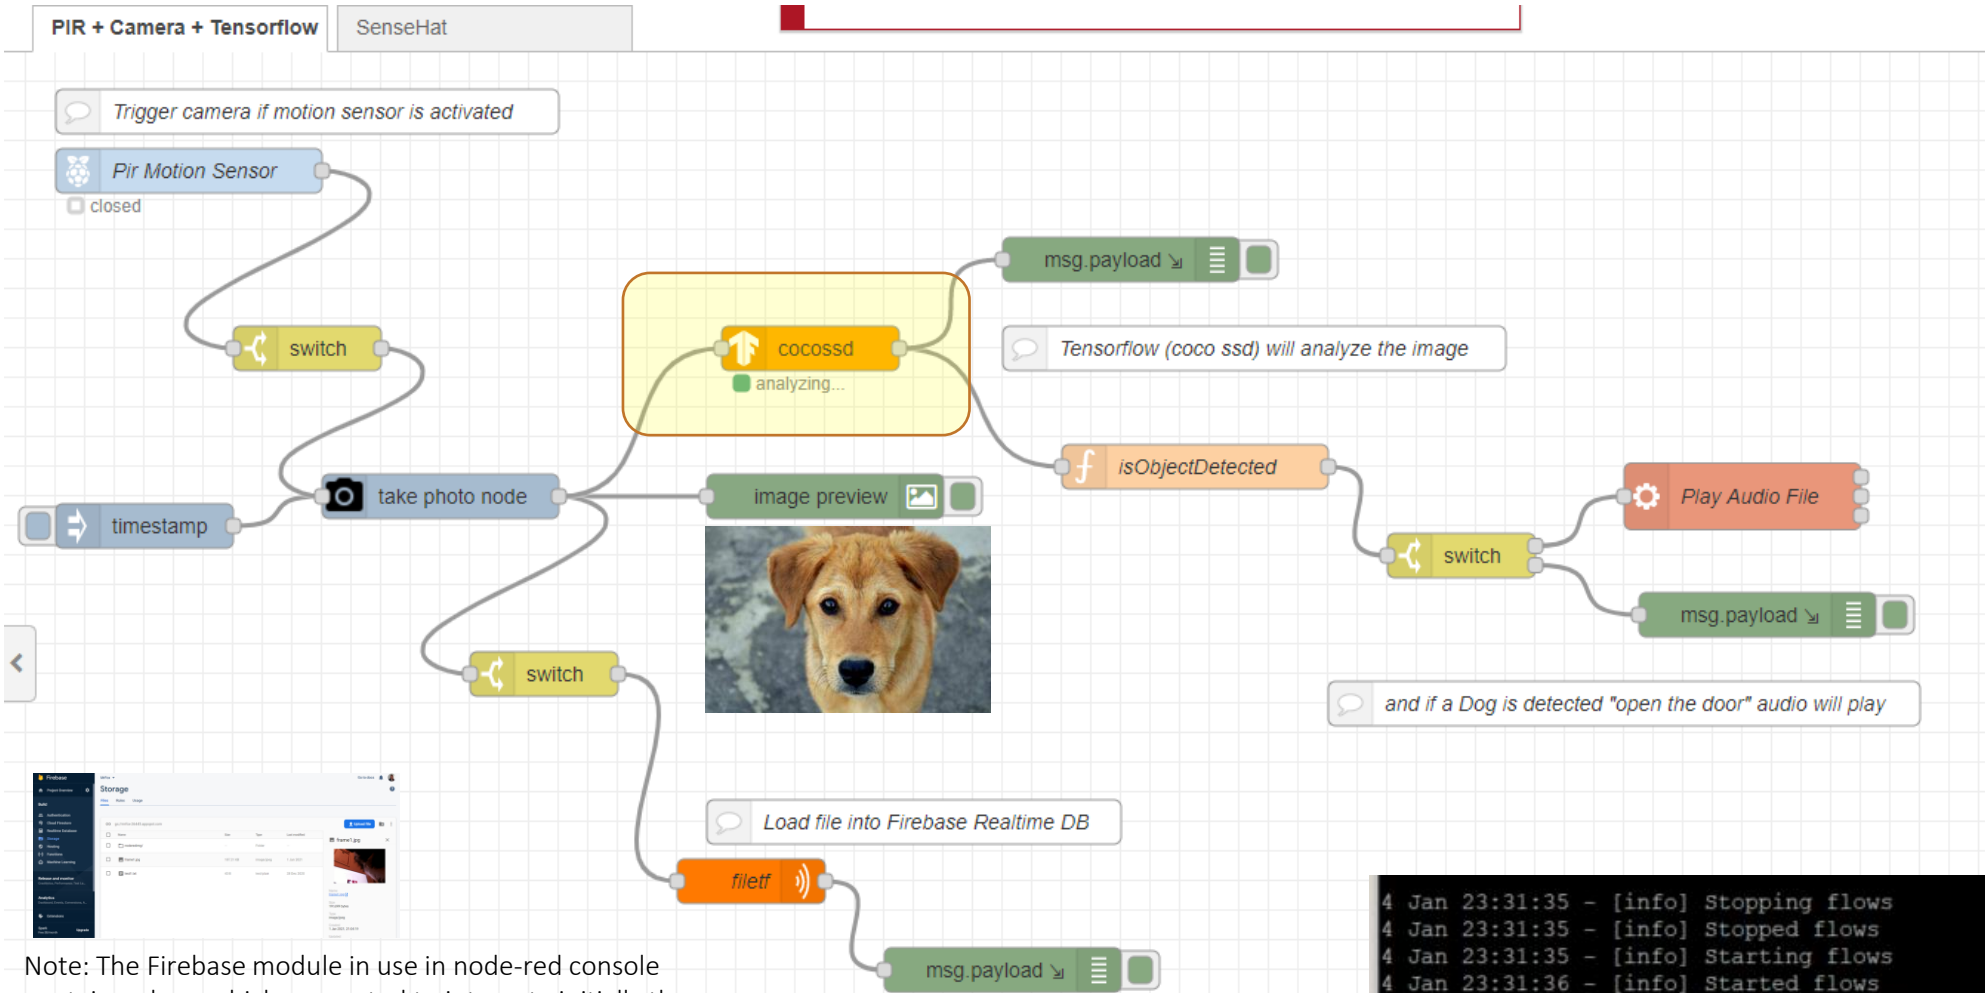 PIR + Camera + Tensorflow
SenseHat
Trigger camera if motion sensor is activated
Pir Motion Sensor
closed
msg.payload
switch
cocossd
analyzing...
Tensorflow (coco ssd) will analyze the image
isObjectDetected
take photo node
image preview
Play Audio File
timestamp
switch
msg.payload
switch
and if a Dog is detected "open the door" audio will play
Firebase
Storage
Load file into Firebase Realtime DB
frame1.jpg
filetf
4 Jan 23:31:35 - [info] Stopping flows
4 Jan 23:31:35 - [info] Stopped flows
4 Jan 23:31:35 - [info] Starting flows
4 Jan 23:31:36 - [info] Started flows
msg.payload
Note: The Firebase module in use in node-red console